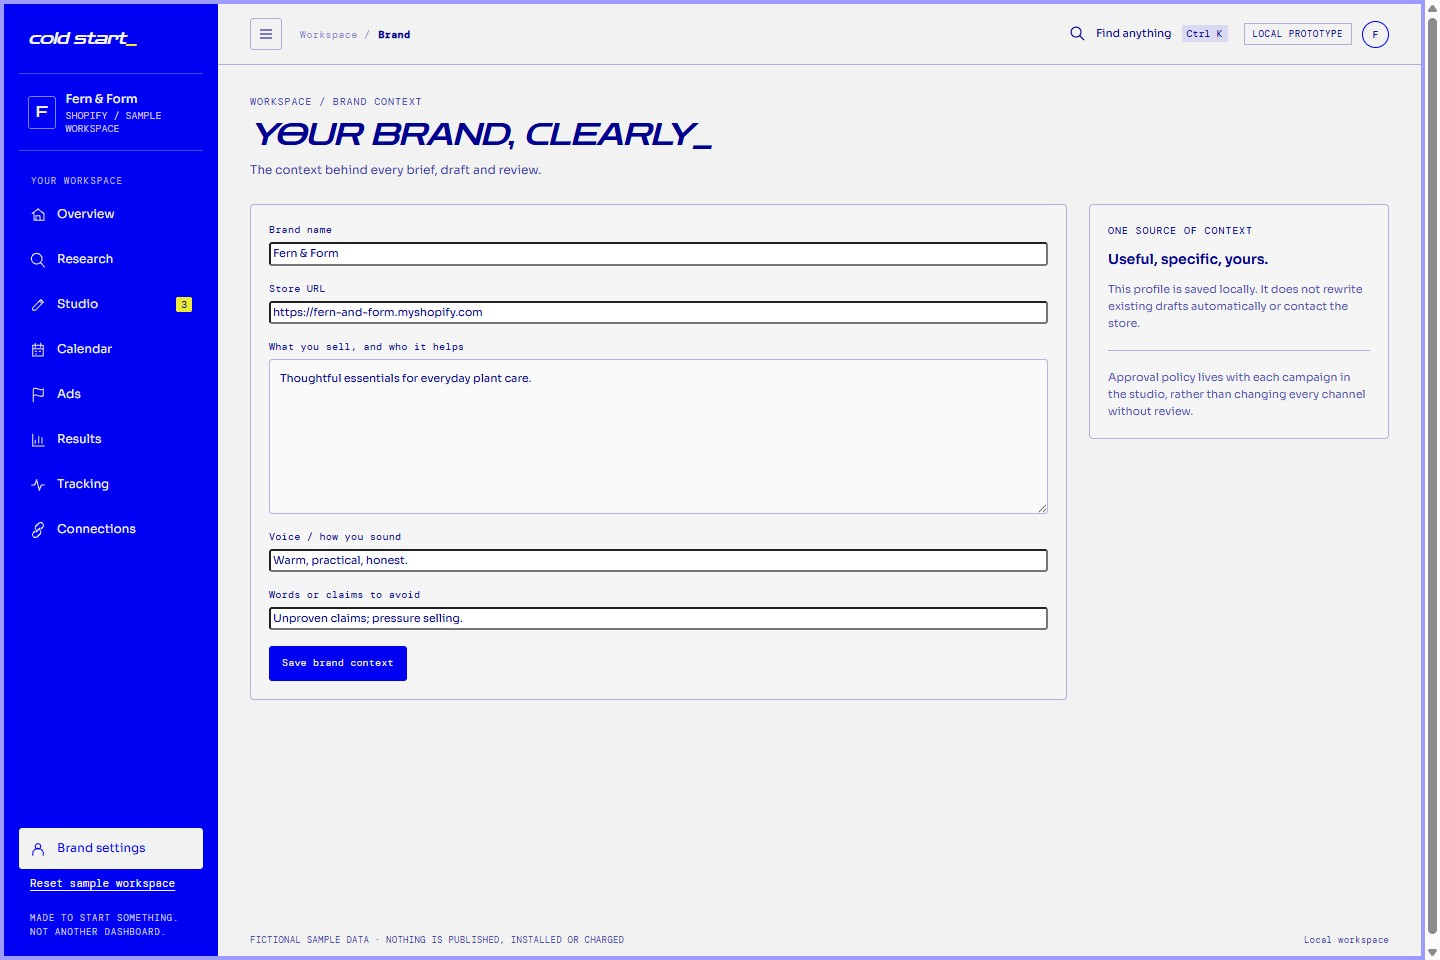 cold start_
F
Fern & Form
SHOPIFY / SAMPLE
WORKSPACE
YOUR WORKSPACE
Overview
Research
Studio
3
Calendar
Ads
Results
Tracking
Connections
Brand settings
Reset sample workspace
MADE TO START SOMETHING.
NOT ANOTHER DASHBOARD.
Workspace / Brand
Find anything
Ctrl K
LOCAL PROTOTYPE
F
WORKSPACE / BRAND CONTEXT
YOUR BRAND, CLEARLY_
The context behind every brief, draft and review.
Brand name
Fern & Form
Store URL
https://fern-and-form.myshopify.com
What you sell, and who it helps
Thoughtful essentials for everyday plant care.
Voice / how you sound
Warm, practical, honest.
Words or claims to avoid
Unproven claims; pressure selling.
Save brand context
ONE SOURCE OF CONTEXT
Useful, specific, yours.
This profile is saved locally. It does not rewrite
existing drafts automatically or contact the
store.
Approval policy lives with each campaign in
the studio, rather than changing every channel
without review.
FICTIONAL SAMPLE DATA · NOTHING IS PUBLISHED, INSTALLED OR CHARGED
Local workspace